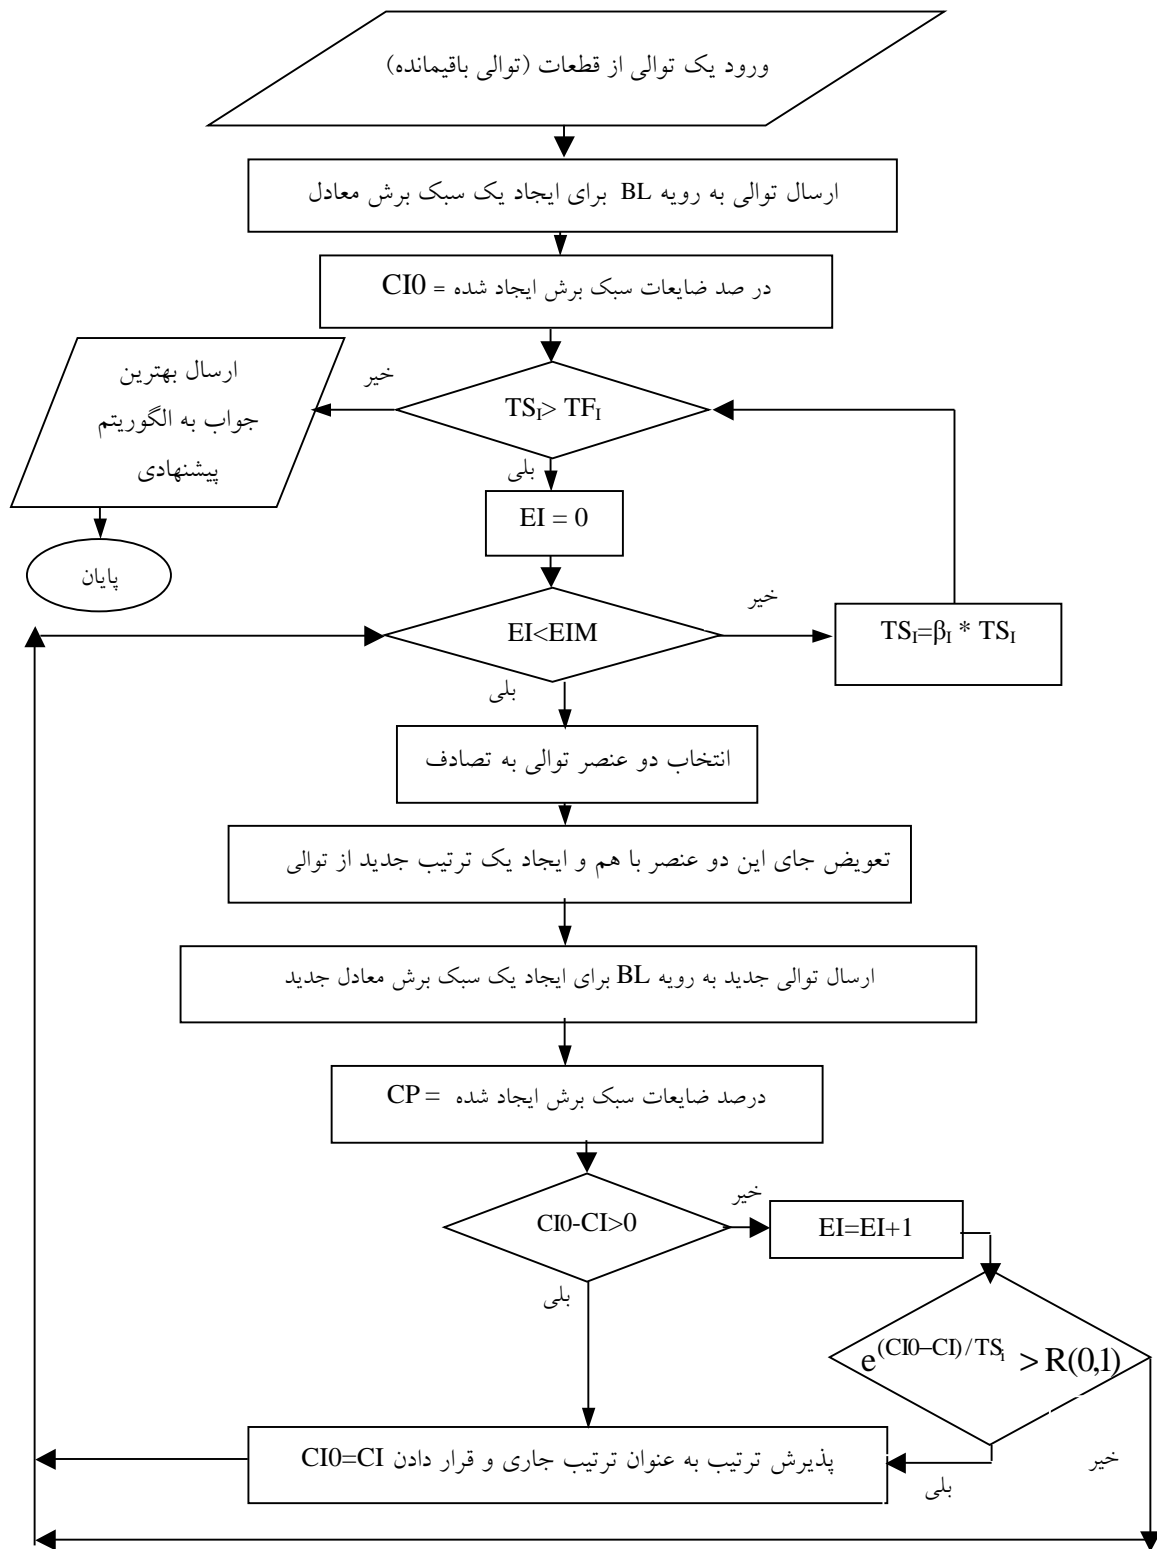 ورود یک توالی از قطعات (توالی باقیمانده)
ارسال توالی به رویه BL برای ایجاد یک سبک برش معادل
در صد ضایعات سبک برش ایجاد شده = CI0
خیر
TSI> TFI
ارسال بهترین
جواب به الگوریتم
پیشنهادی
بلی
EI = 0
پایان
خیر
EI<EIM
TSI=βI * TSI
بلی
انتخاب دو عنصر توالی به تصادف
تعویض جای این دو عنصر با هم و ایجاد یک ترتیب جدید از توالی
ارسال توالی جدید به رویه BL برای ایجاد یک سبک برش معادل جدید
درصد ضایعات سبک برش ایجاد شده = CP
خیر
CI0-CI>0
EI=EI+1
بلی
e(CI0–CI)/TSi > R(0,1)
پذیرش ترتیب به عنوان ترتیب جاری و قرار دادن CI0=CI
خیر
بلی